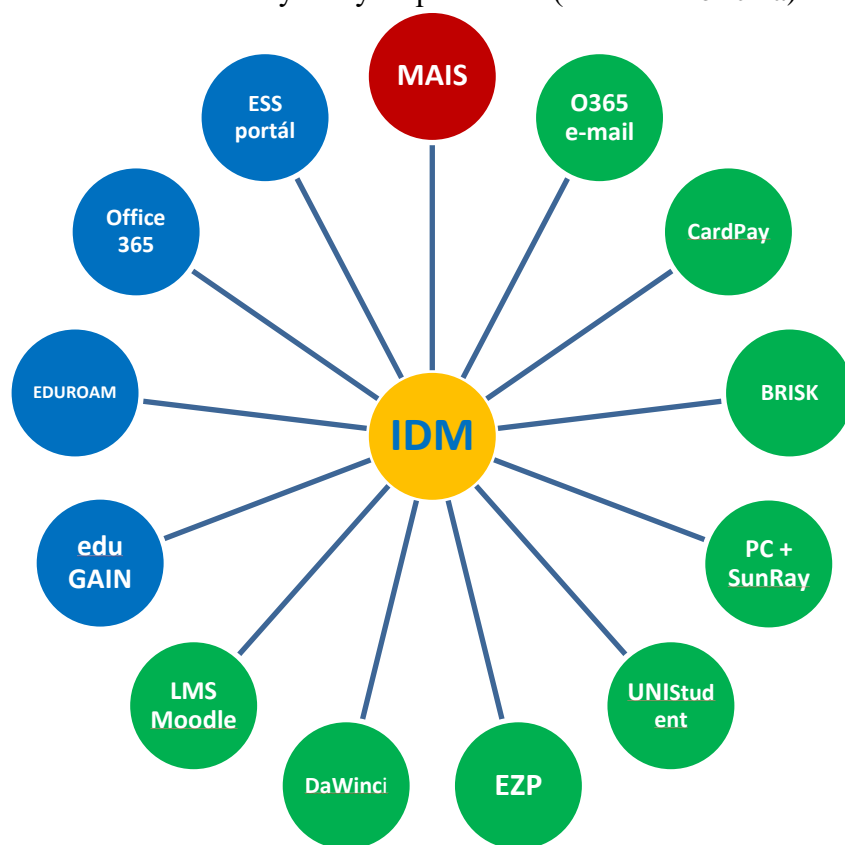 MAIS
O365
e-mail
CardPay
BRISK
PC +
SunRay
UNIStud
ent
EZP
DaWinci
LMS
Moodle
edu
GAIN
EDUROAM
Office
365
ESS
portál
IDM